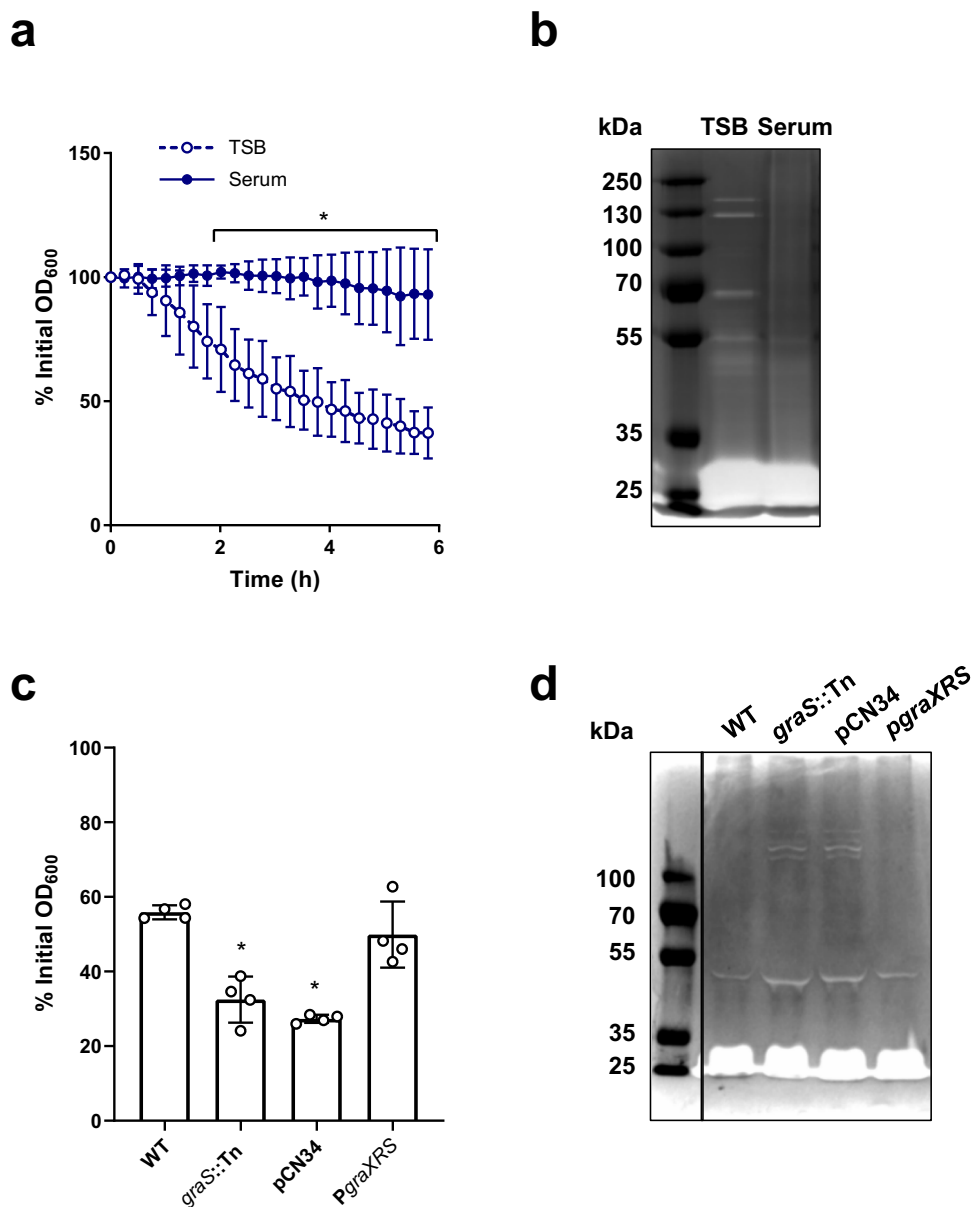 a
TSB
Serum
*
150
100
50
0
% Initial OD600
0 2 4 6
Time (h)
b
kDa TSB Serum
250
130
100
70
55
35
25
c
% Initial OD600
100
80
60
40
20
0
* *
WT graS::Tn pCN34 PgraXRS
d
kDa WT graS::Tn pCN34 pgraXRS
100
70
55
35
25